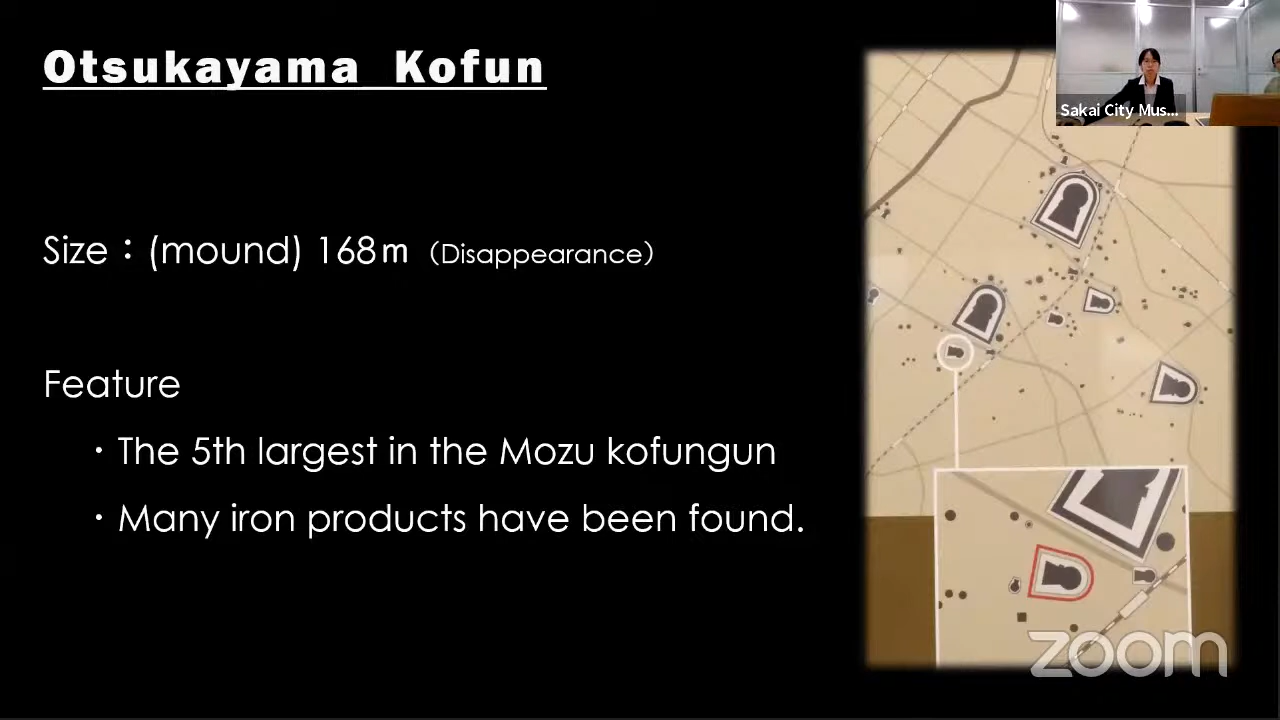 Otsukayama Kofun
Sakai City Mus...
Size：(mound) 168m（Disappearance）
Feature
・The 5th largest in the Mozu kofungun
・Many iron products have been found.
zoom